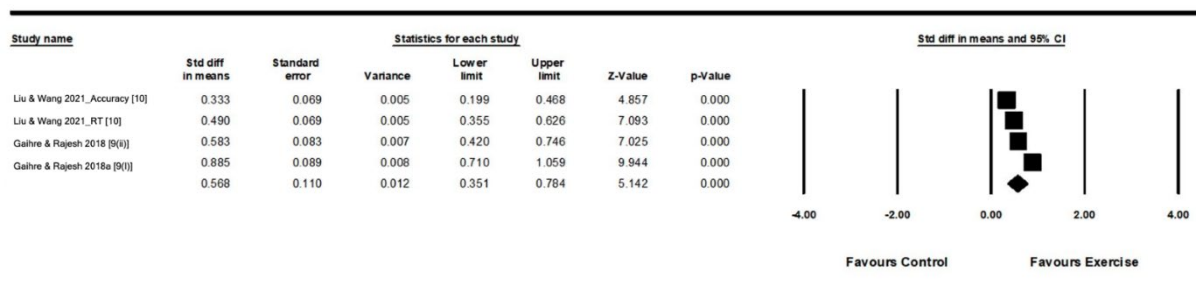 Study name Statistics for each study Std diff in means and 95% CI
Std diff in means Standard error Variance Lower limit Upper limit Z-Value p-Value
Liu & Wang 2021_Accuracy [10] 0.333 0.069 0.005 0.199 0.468 4.857 0.000
Liu & Wang 2021_RT [10] 0.490 0.069 0.005 0.355 0.626 7.093 0.000
Gaihre & Rajesh 2018 [9(ii)] 0.583 0.083 0.007 0.420 0.746 7.025 0.000
Gaihre & Rajesh 2018a [9(I)] 0.885 0.089 0.008 0.710 1.059 9.944 0.000
0.568 0.110 0.012 0.351 0.784 5.142 0.000
-4.00 -2.00 0.00 2.00 4.00
Favours Control Favours Exercise